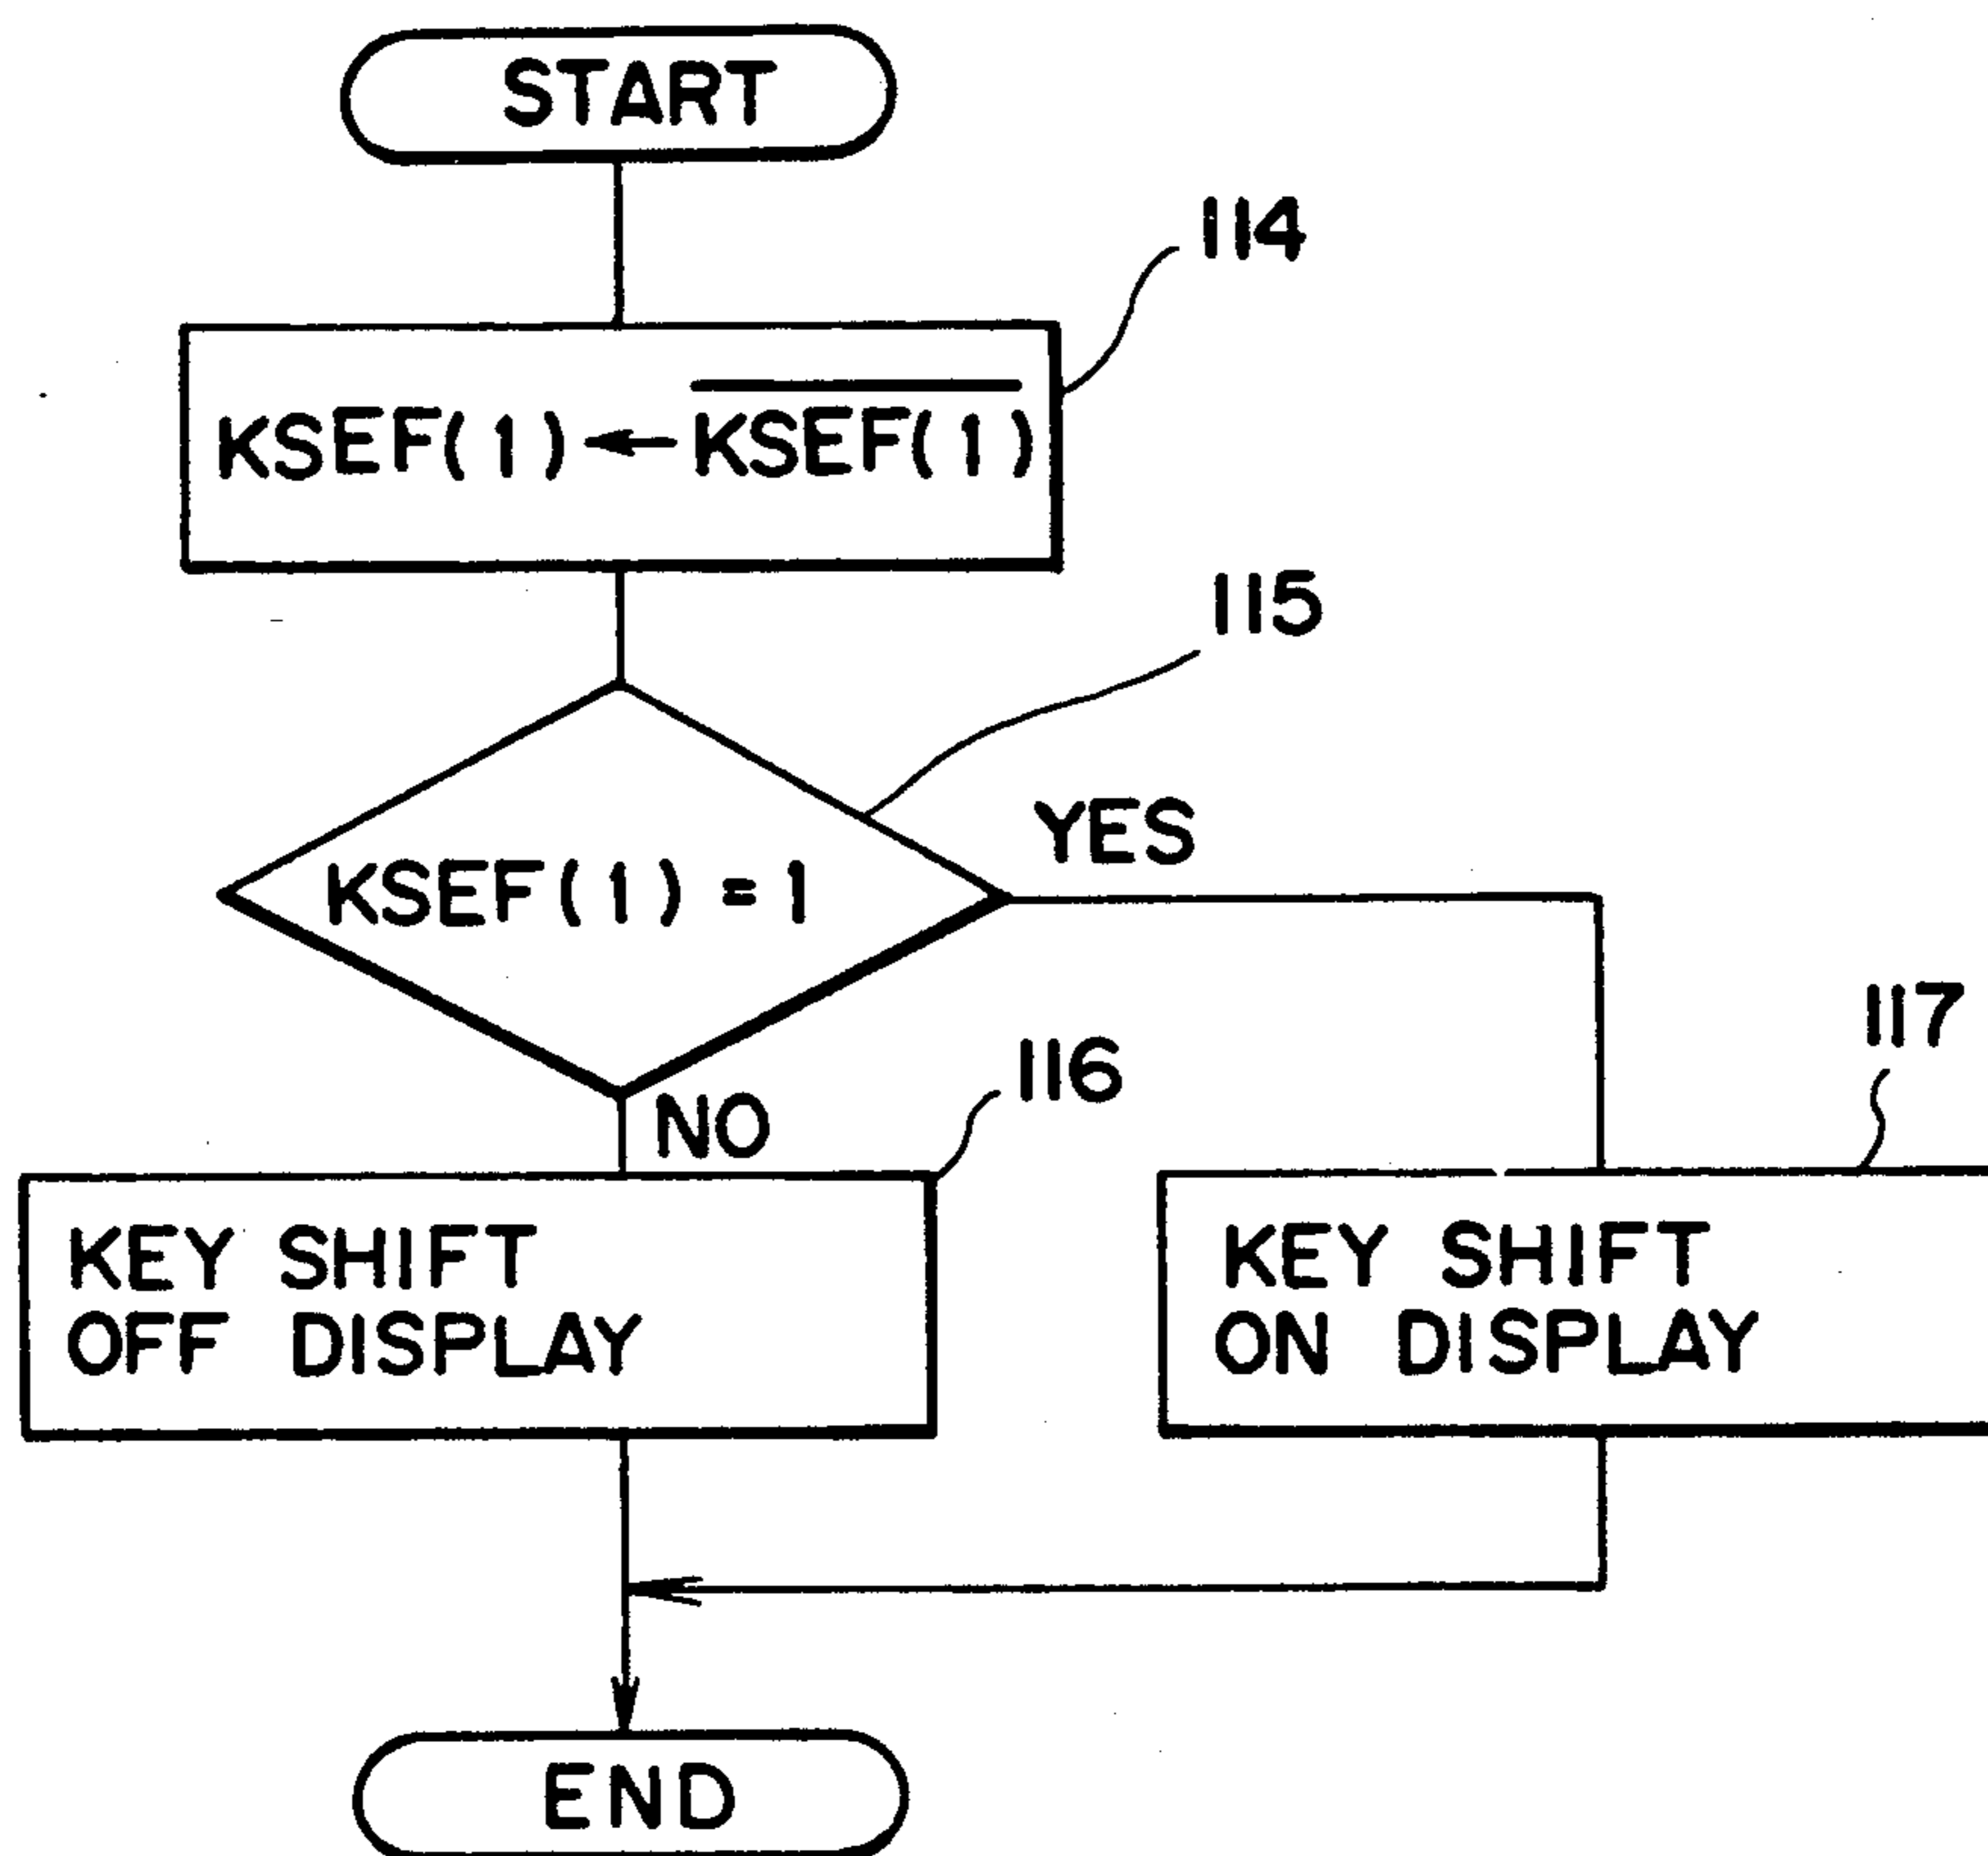 START
114
KSEF(1) ← K̅S̅E̅F̅(̅1̅)̅
115
YES
KSEF(1) = 1
117
116
NO
KEY SHIFT
OFF DISPLAY
KEY SHIFT
ON DISPLAY
END